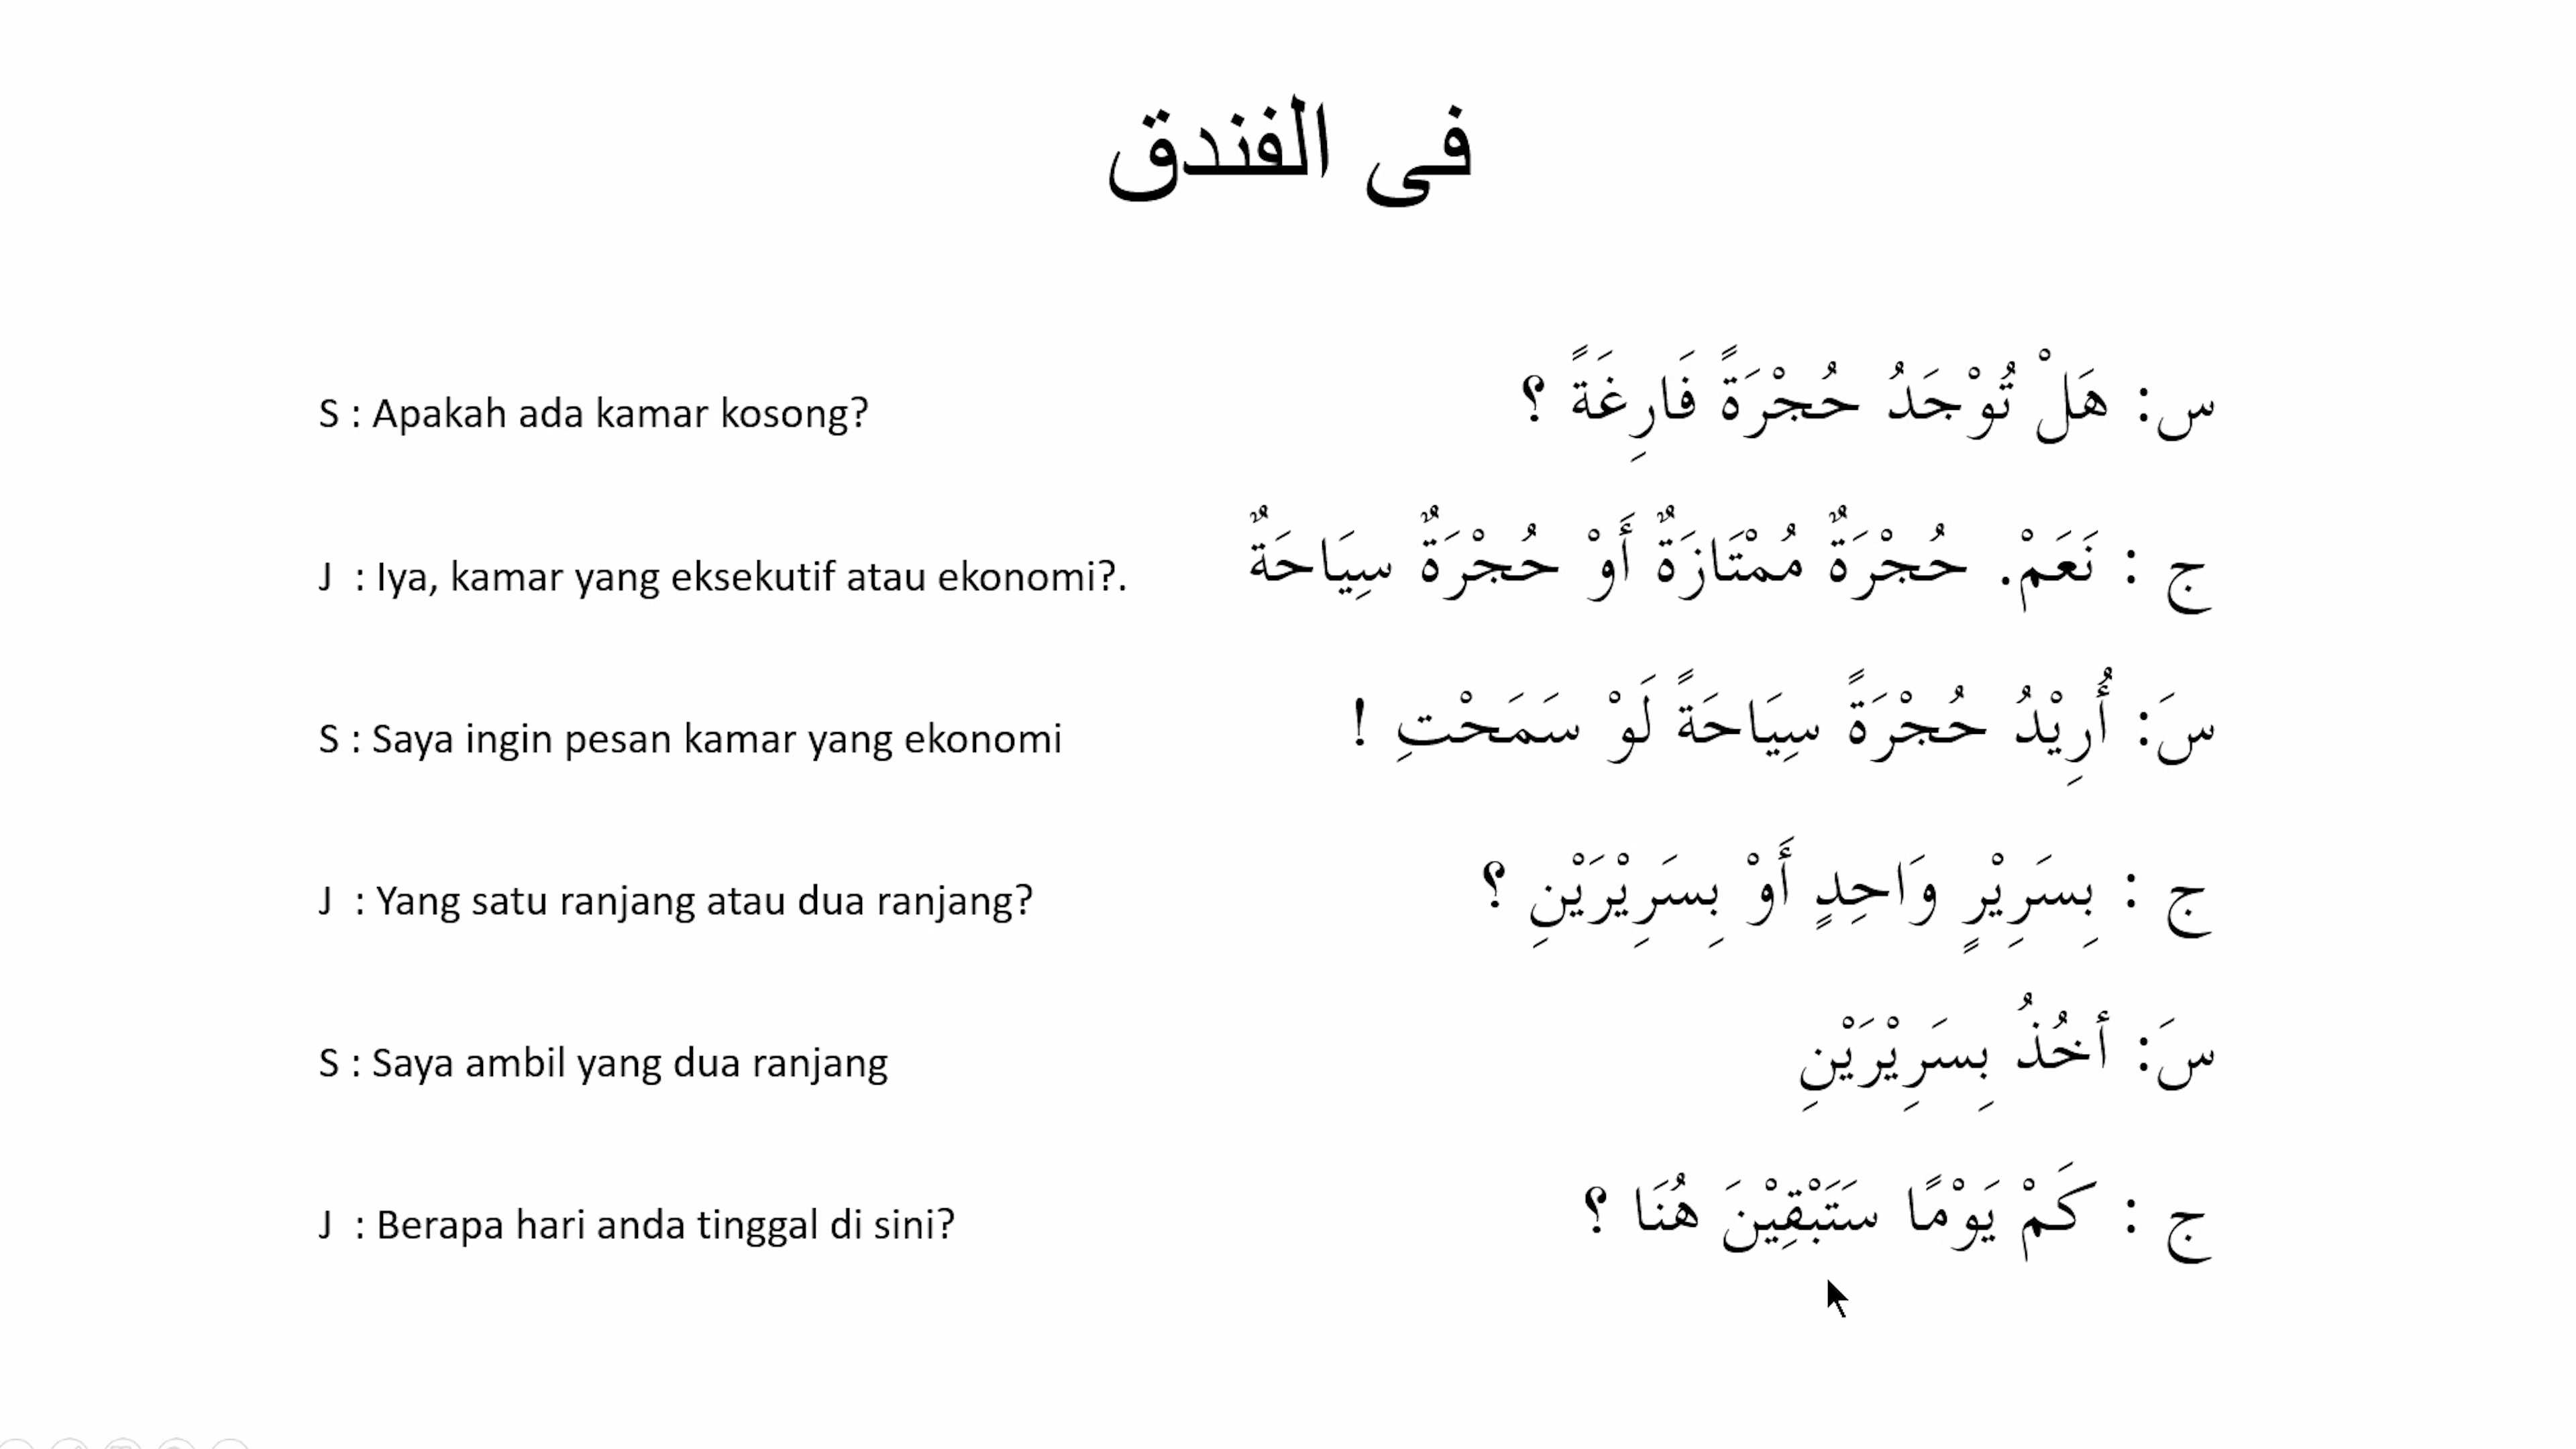 فى الفندق
S : Apakah ada kamar kosong?
س: هَلْ تُوْجَدُ حُجْرَةً فَارِغَةً ؟
J : Iya, kamar yang eksekutif atau ekonomi?.
ج : نَعَمْ. حُجْرَةٌ مُمْتَازَةٌ أَوْ حُجْرَةٌ سِيَاحَةٌ
S : Saya ingin pesan kamar yang ekonomi
سَ: أُرِيْدُ حُجْرَةً سِيَاحَةً لَوْ سَمَحْتِ !
J : Yang satu ranjang atau dua ranjang?
ج : بِسَرِيْرٍ وَاحِدٍ أَوْ بِسَرِيْرَيْنِ ؟
S : Saya ambil yang dua ranjang
سَ: أخُذُ بِسَرِيْرَيْنِ
J : Berapa hari anda tinggal di sini?
ج : كَمْ يَوْمًا سَتَبْقِيْنَ هُنَا ؟